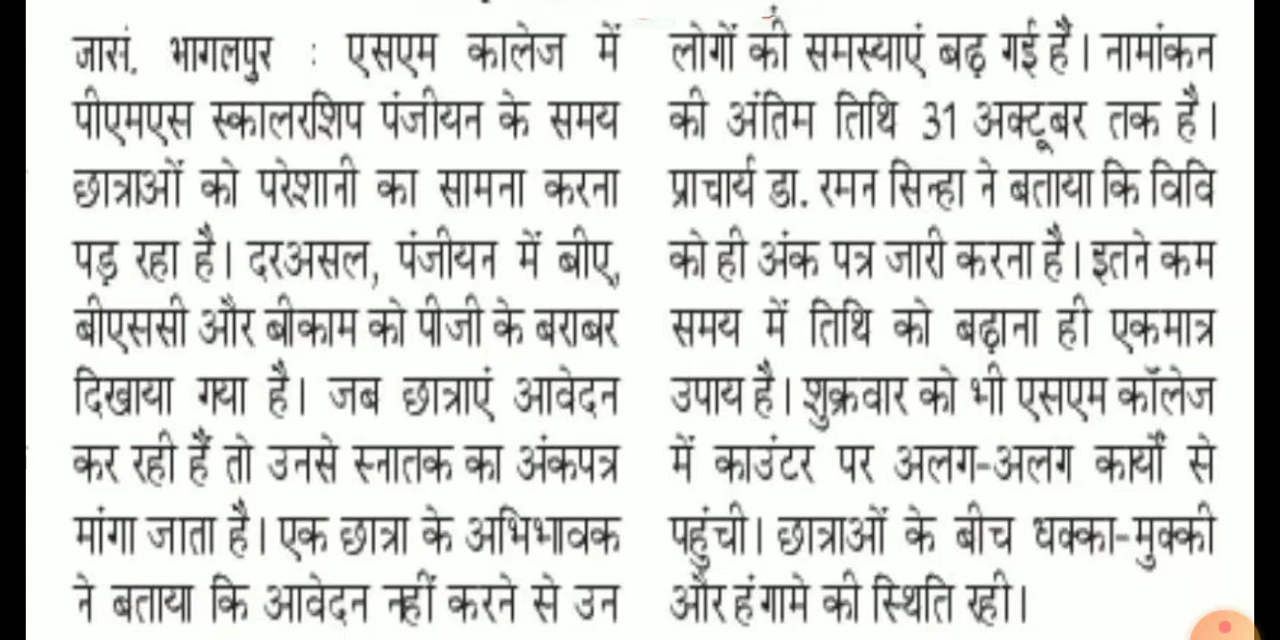 जासं. भागलपुर : एसएम कालेज में
पीएमएस स्कालरशिप पंजीयन के समय
छात्राओं को परेशानी का सामना करना
पड़ रहा है। दरअसल, पंजीयन में बीए,
बीएससी और बीकाम को पीजी के बराबर
दिखाया गया है। जब छात्राएं आवेदन
कर रही हैं तो उनसे स्नातक का अंकपत्र
मांगा जाता है। एक छात्रा के अभिभावक
ने बताया कि आवेदन नहीं करने से उन
लोगों की समस्याएं बढ़ गई है। नामांकन
की अंतिम तिथि 31 अक्टूबर तक है।
प्राचार्य डा. रमन सिन्हा ने बताया कि विवि
को ही अंक पत्र जारी करना है। इतने कम
समय में तिथि को बढ़ाना ही एकमात्र
उपाय है। शुक्रवार को भी एसएम कॉलेज
में काउंटर पर अलग-अलग कार्यों से
पहुंची। छात्राओं के बीच धक्का-मुक्की
और हंगामे की स्थिति रही।